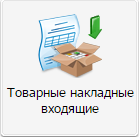 Товарные накладные
входящие